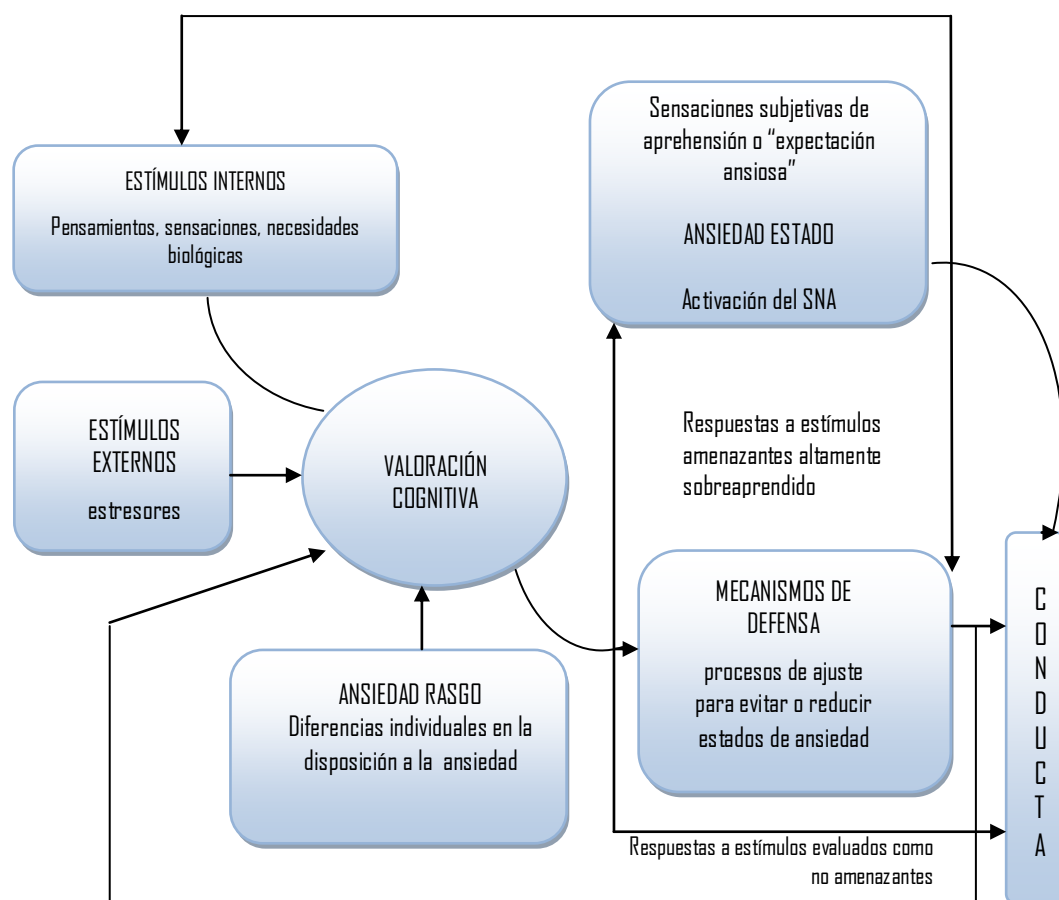 Sensaciones subjetivas de
aprehensión o “expectación
ansiosa”
ANSIEDAD ESTADO
Activación del SNA
ESTÍMULOS INTERNOS
Pensamientos, sensaciones, necesidades
biológicas
ESTÍMULOS
EXTERNOS
estresores
VALORACIÓN
COGNITIVA
Respuestas a estímulos
amenazantes altamente
sobreaprendido
MECANISMOS DE
DEFENSA
procesos de ajuste
para evitar o reducir
estados de ansiedad
ANSIEDAD RASGO
Diferencias individuales en la
disposición a la ansiedad
C
O
N
D
U
C
T
A
Respuestas a estímulos evaluados como
no amenazantes